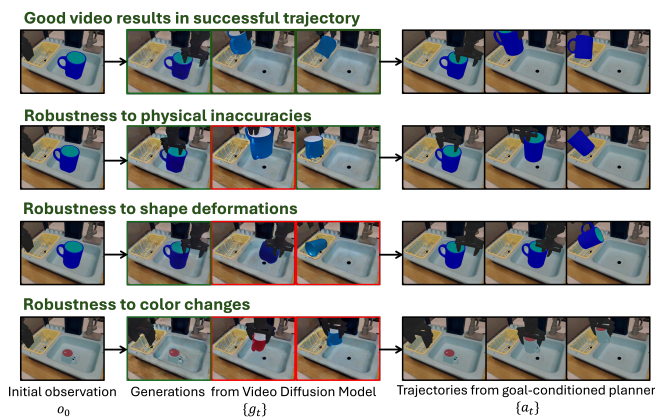 Good video results in successful trajectory
Robustness to physical inaccuracies
Robustness to shape deformations
Robustness to color changes
Initial observation
o₀
Generations from Video Diffusion Model
{gₜ}
Trajectories from goal-conditioned planner
{aₜ}